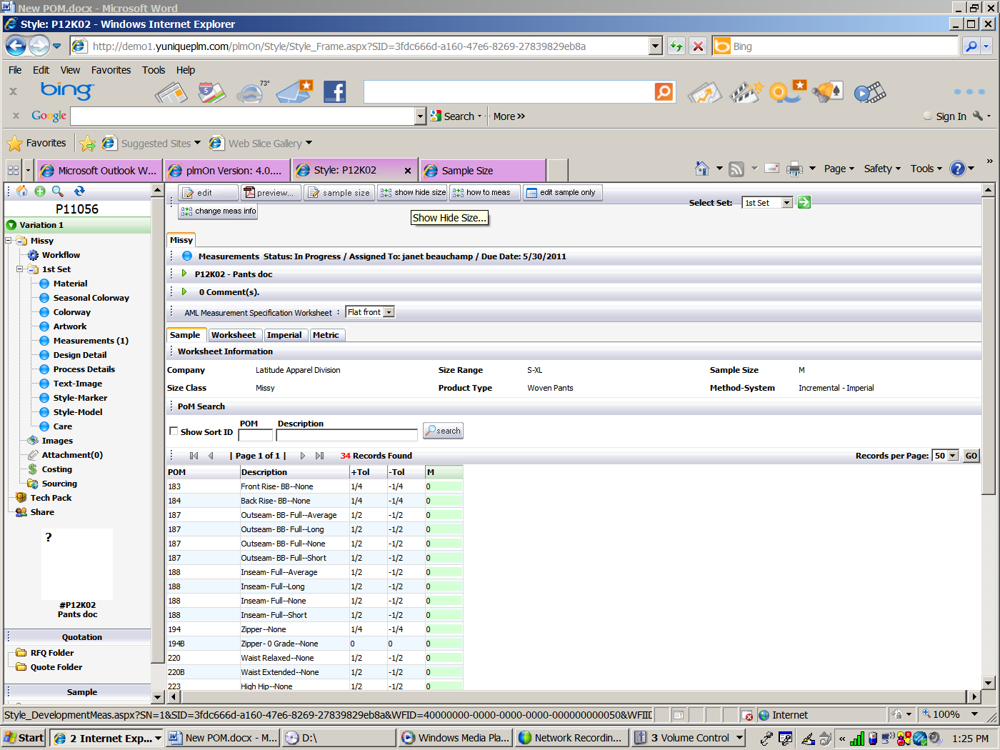 New POM.docx - Microsoft Word
Style: P12K02 - Windows Internet Explorer
http://demo1.yuniqueplm.com/plmOn/Style/Style_Frame.aspx?SID=3fdc666d-a160-47e6-8269-27839829eb8a
Bing
File Edit View Favorites Tools Help
x bing 73°
x Google Search More >> Sign In
Favorites Suggested Sites Web Slice Gallery
Microsoft Outlook W... plmOn Version: 4.0.... Style: P12K02 x Sample Size Page Safety Tools
P11056
Variation 1
Missy
Workflow
1st Set
Material
Seasonal Colorway
Colorway
Artwork
Measurements (1)
Design Detail
Process Details
Text-Image
Style-Marker
Style-Model
Care
Images
Attachment(0)
Costing
Sourcing
Tech Pack
Share
?
#P12K02
Pants doc
Quotation
RFQ Folder
Quote Folder
Sample
edit preview... sample size show hide size how to meas edit sample only
Select Set: 1st Set
change meas info
Show Hide Size...
Missy
Measurements Status: In Progress / Assigned To: janet beauchamp / Due Date: 5/30/2011
P12K02 - Pants doc
0 Comment(s).
AML Measurement Specification Worksheet : Flat front
Sample Worksheet Imperial Metric
Worksheet Information
Company Latitude Apparel Division Size Range S-XL Sample Size M
Size Class Missy Product Type Woven Pants Method-System Incremental - Imperial
PoM Search
Show Sort ID POM Description search
| Page 1 of 1 | 34 Records Found Records per Page: 50 GO
POM Description +Tol -Tol M
183 Front Rise- BB--None 1/4 -1/4 0
184 Back Rise- BB--None 1/4 -1/4 0
187 Outseam- BB- Full--Average 1/2 -1/2 0
187 Outseam- BB- Full--Long 1/2 -1/2 0
187 Outseam- BB- Full--None 1/2 -1/2 0
187 Outseam- BB- Full--Short 1/2 -1/2 0
188 Inseam- Full--Average 1/2 -1/2 0
188 Inseam- Full--Long 1/2 -1/2 0
188 Inseam- Full--None 1/2 -1/2 0
188 Inseam- Full--Short 1/2 -1/2 0
194 Zipper--None 1/4 -1/4 0
194B Zipper- 0 Grade--None 0 0 0
220 Waist Relaxed--None 1/2 -1/2 0
220B Waist Extended--None 1/2 -1/2 0
223 High Hip--None 1/2 -1/2 0
Style_DevelopmentMeas.aspx?SN=1&SID=3fdc666d-a160-47e6-8269-27839829eb8a&WFID=40000000-0000-0000-0000-000000000050&WFIID Internet 100%
Start 2 Internet Exp... New POM.docx - M... D:\ Windows Media Pla... Network Recordin... 3 Volume Control « 1:25 PM